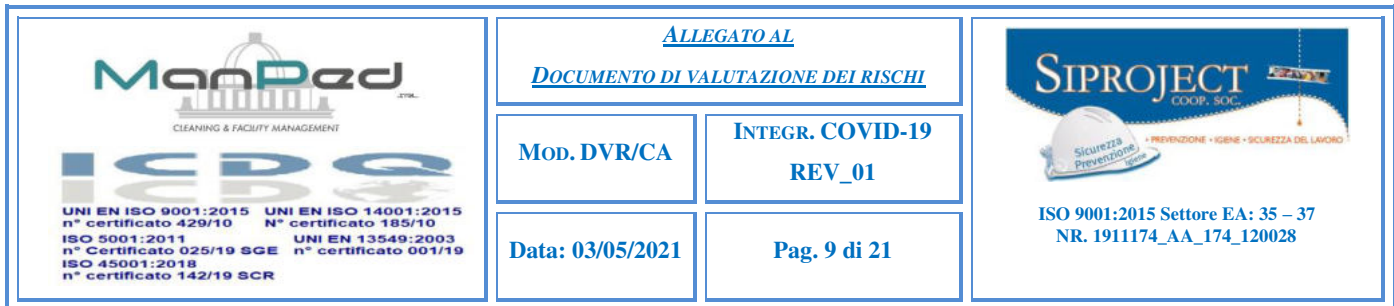 ManPed
CLEANING & FACILITY MANAGEMENT
ICDQ
UNI EN ISO 9001:2015 UNI EN ISO 14001:2015
n° certificato 429/10 N° certificato 185/10
ISO 5001:2011 UNI EN 13549:2003
n° Certificato 025/19 SGE n° certificato 001/19
ISO 45001:2018
n° certificato 142/19 SCR
ALLEGATO AL
DOCUMENTO DI VALUTAZIONE DEI RISCHI
MOD. DVR/CA
INTEGR. COVID-19
REV_01
Data: 03/05/2021
Pag. 9 di 21
SIPROJECT
COOP. SOC.
• PREVENZIONE • IGIENE • SICUREZZA DEL LAVORO
Sicurezza
Prevenzione
Igiene
ISO 9001:2015 Settore EA: 35 – 37
NR. 1911174_AA_174_120028